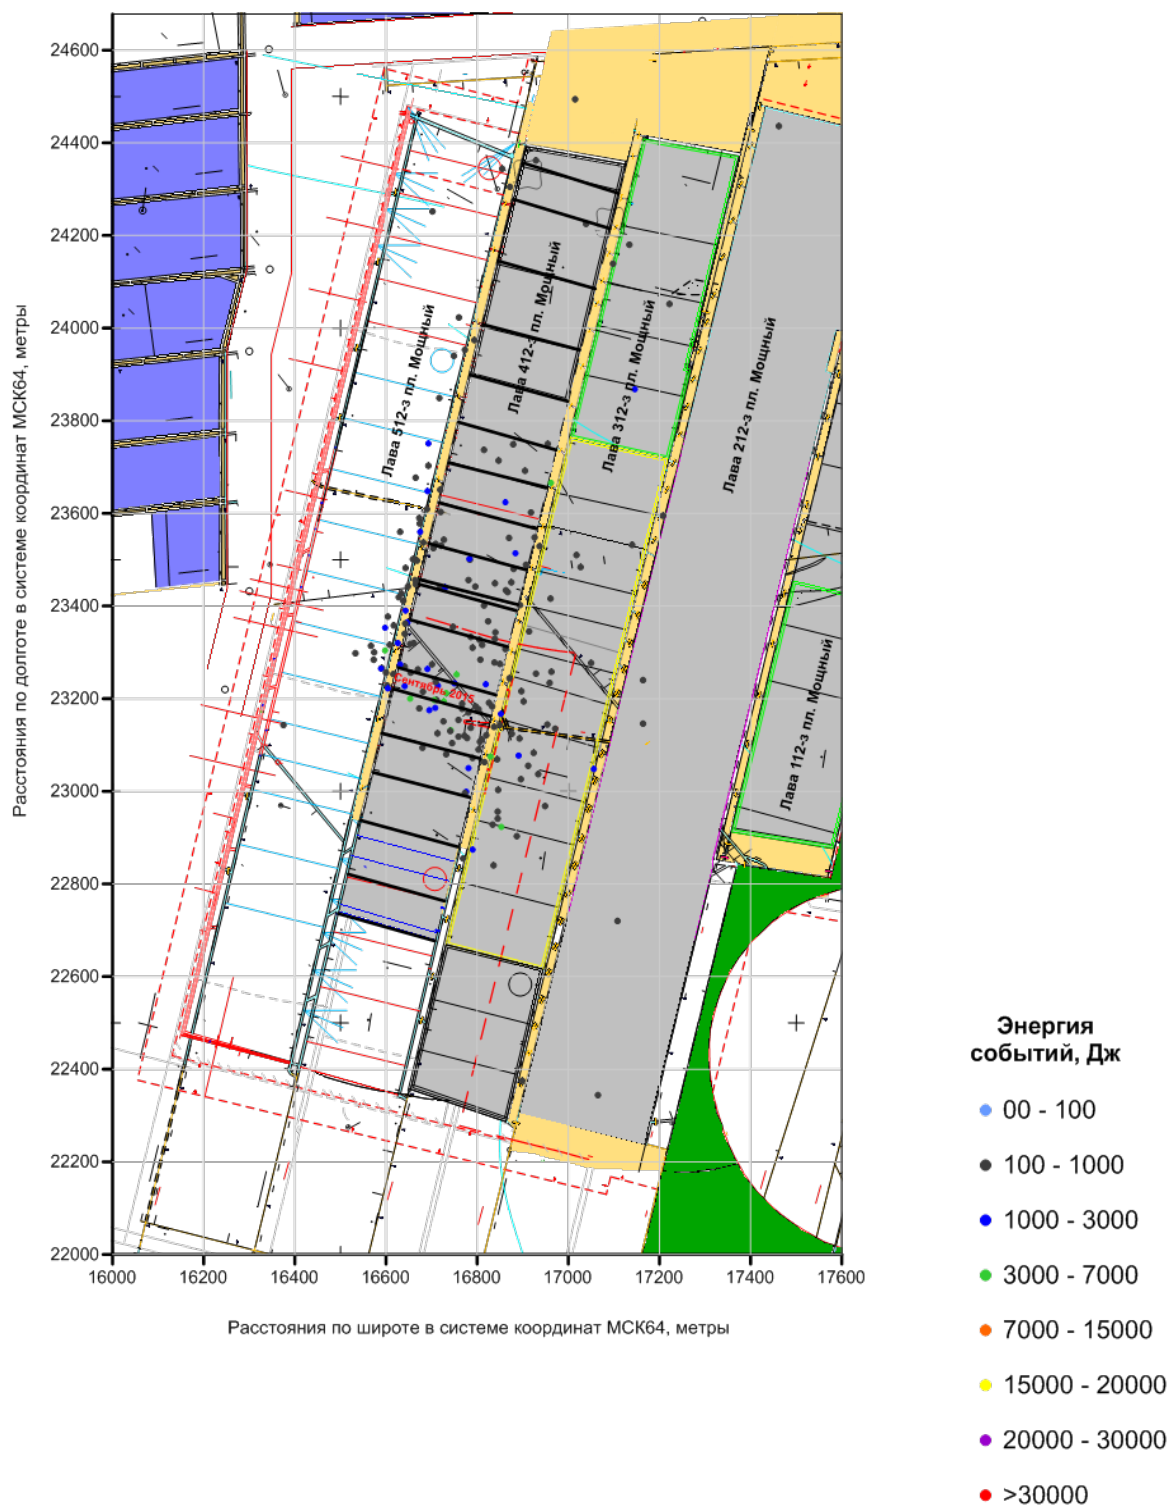 24600
24400
24200
24000
23800
23600
23400
23200
23000
22800
22600
22400
22200
22000
16000
16200
16400
16600
16800
17000
17200
17400
17600
Расстояния по долготе в системе координат МСК64, метры
Расстояния по широте в системе координат МСК64, метры
Лава 512-з пл. Мощный
Лава 412-з пл. Мощный
Лава 312-з пл. Мощный
Лава 212-з пл. Мощный
Лава 112-з пл. Мощный
Сентябрь 2015
Энергия
событий, Дж
00 - 100
100 - 1000
1000 - 3000
3000 - 7000
7000 - 15000
15000 - 20000
20000 - 30000
>30000